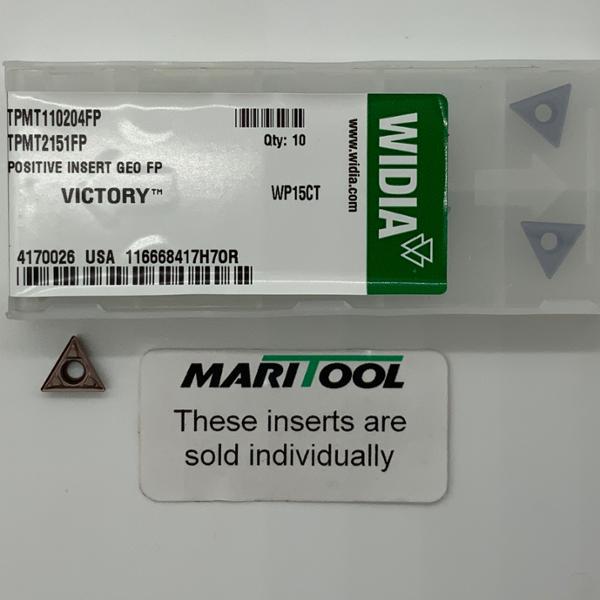 TPMT110204FP
TPMT2151FP
Qty: 10
POSITIVE INSERT GEO FP
VICTORY™
WP15CT
4170026 USA 116668417H7OR
WIDIA
www.widia.com
MARITOOL
These inserts are
sold individually